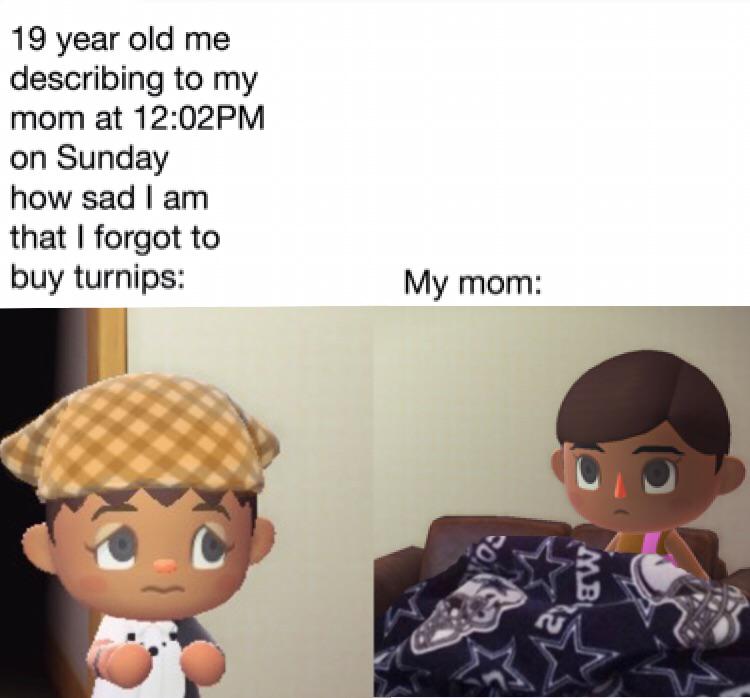 19 year old me
describing to my
mom at 12:02PM
on Sunday
how sad I am
that I forgot to
buy turnips:
My mom: